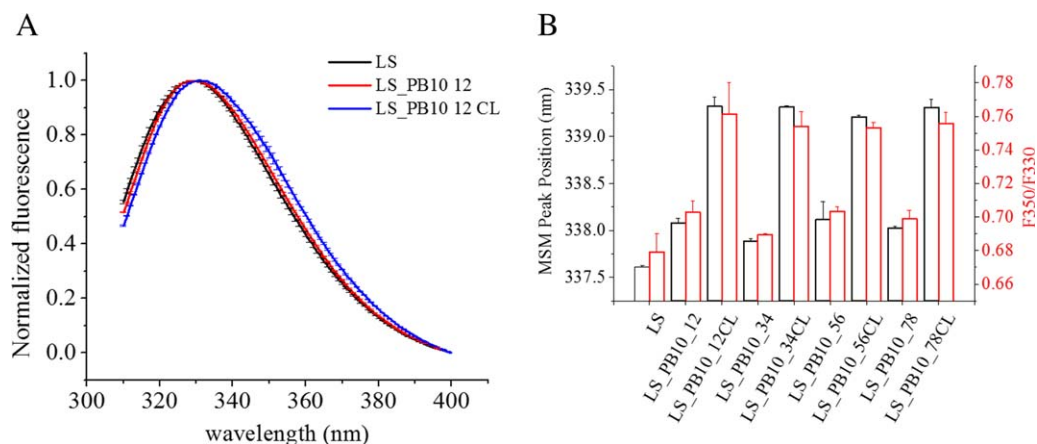 A
B
LS
LS_PB10 12
LS_PB10 12 CL
Normalized fluorescence
1.0
0.8
0.6
0.4
0.2
0.0
300
320
340
360
380
400
wavelength (nm)
MSM Peak Position (nm)
339.5
339.0
338.5
338.0
337.5
0.78
0.76
0.74
0.72
0.70
0.68
0.66
F350/F330
LS
LS_PB10_12
LS_PB10_12CL
LS_PB10_34
LS_PB10_34CL
LS_PB10_56
LS_PB10_56CL
LS_PB10_78
LS_PB10_78CL